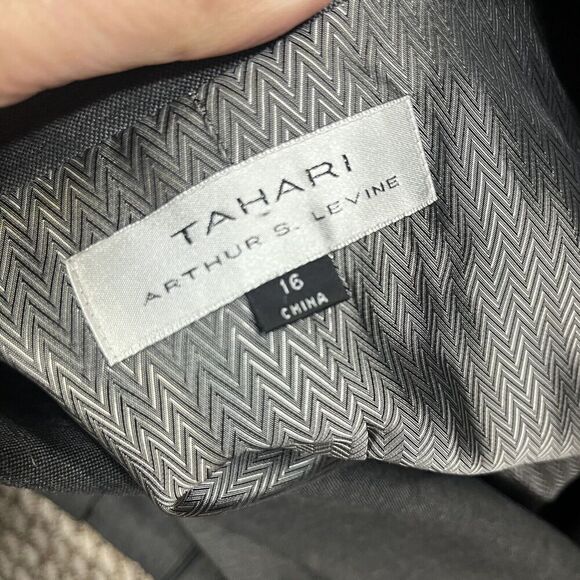 TAHARI
ARTHUR S. LEVINE
16
CHINA